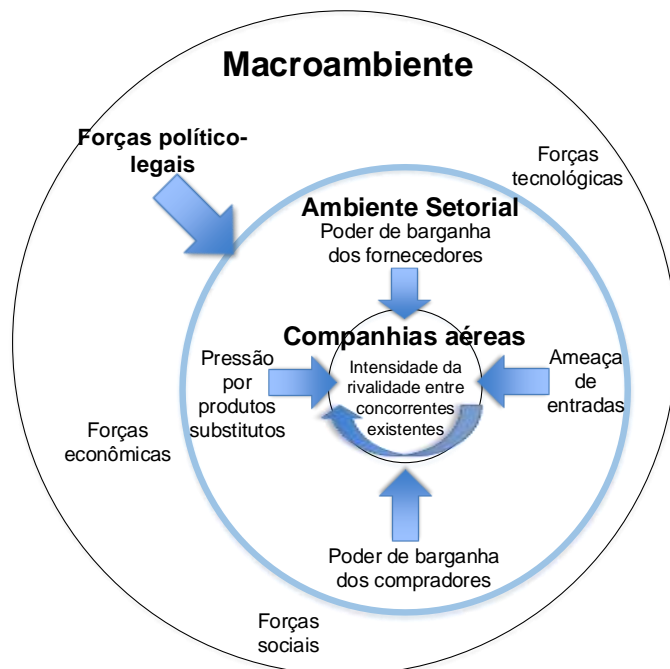 Macroambiente
Forças político-
legais
Forças
tecnológicas
Ambiente Setorial
Poder de barganha
dos fornecedores
Companhias aéreas
Pressão
por
produtos
substitutos
Intensidade da
rivalidade entre
concorrentes
existentes
Ameaça
de
entradas
Forças
econômicas
Poder de barganha
dos compradores
Forças
sociais